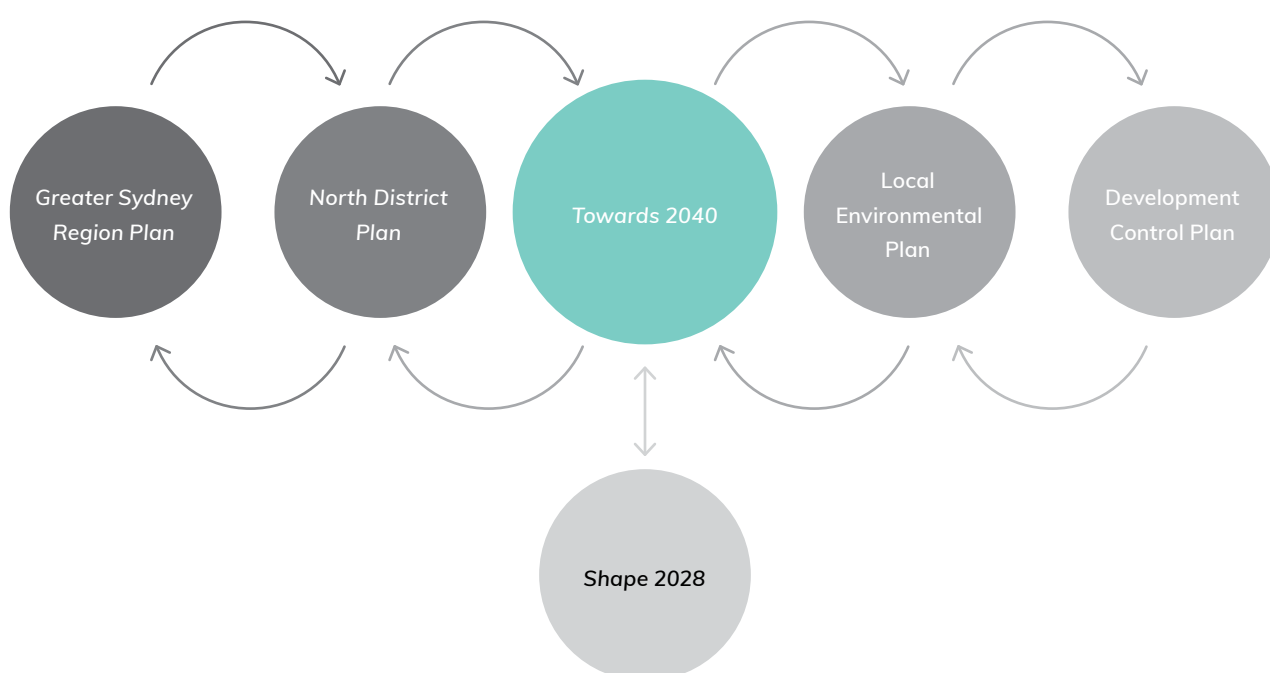 Greater Sydney
Region Plan
North District
Plan
Towards 2040
Local
Environmental
Plan
Development
Control Plan
Shape 2028